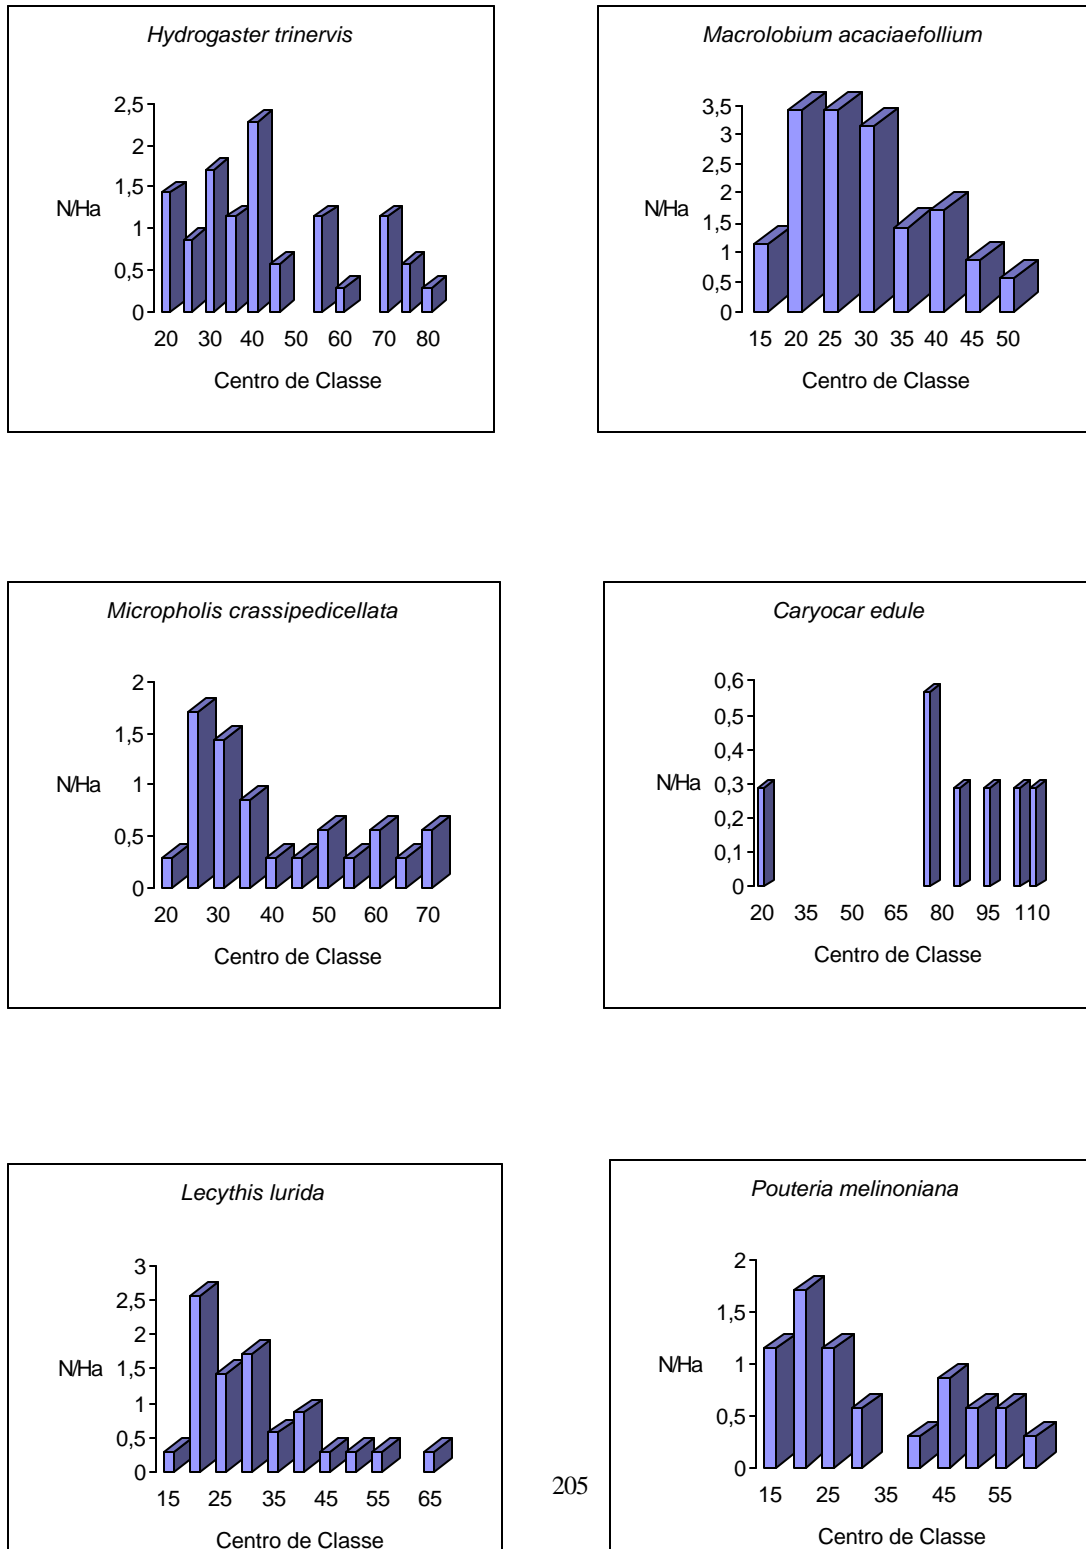 Hydrogaster trinervis
2,5
2
1,5
N/Ha
1
0,5
0
20 30 40 50 60 70 80
Centro de Classe
Macrolobium acaciaefollium
3,5
3
2,5
2
N/Ha
1,5
1
0,5
0
15 20 25 30 35 40 45 50
Centro de Classe
Micropholis crassipedicellata
2
1,5
N/Ha
1
0,5
0
20 30 40 50 60 70
Centro de Classe
Caryocar edule
0,6
0,5
0,4
N/Ha
0,3
0,2
0,1
0
20 35 50 65 80 95 110
Centro de Classe
Lecythis lurida
3
2,5
2
N/Ha
1,5
1
0,5
0
15 25 35 45 55 65
Centro de Classe
Pouteria melinoniana
2
1,5
N/Ha
1
0,5
0
15 25 35 45 55
Centro de Classe
205